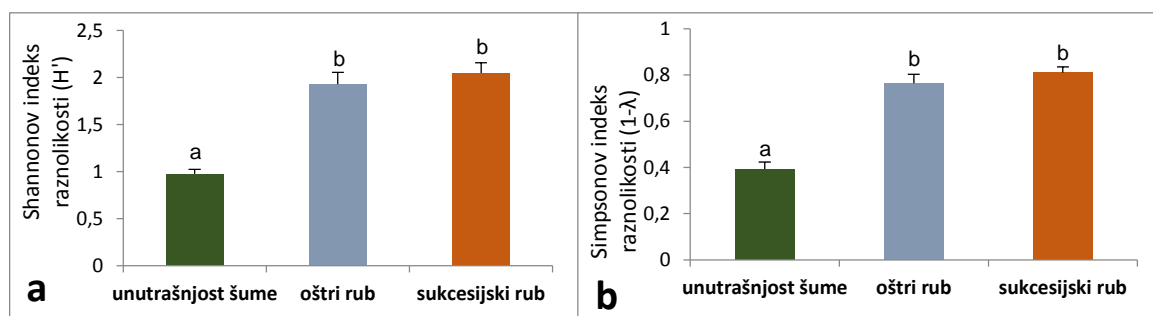 Shannonov indeks
raznolikosti (H')
2,5
2
1,5
1
0,5
0
a
b
b
unutrašnjost šume
oštri rub
sukcesijski rub
a
Simpsonov indeks
raznolikosti (1-λ)
1
0,8
0,6
0,4
0,2
0
a
b
b
unutrašnjost šume
oštri rub
sukcesijski rub
b